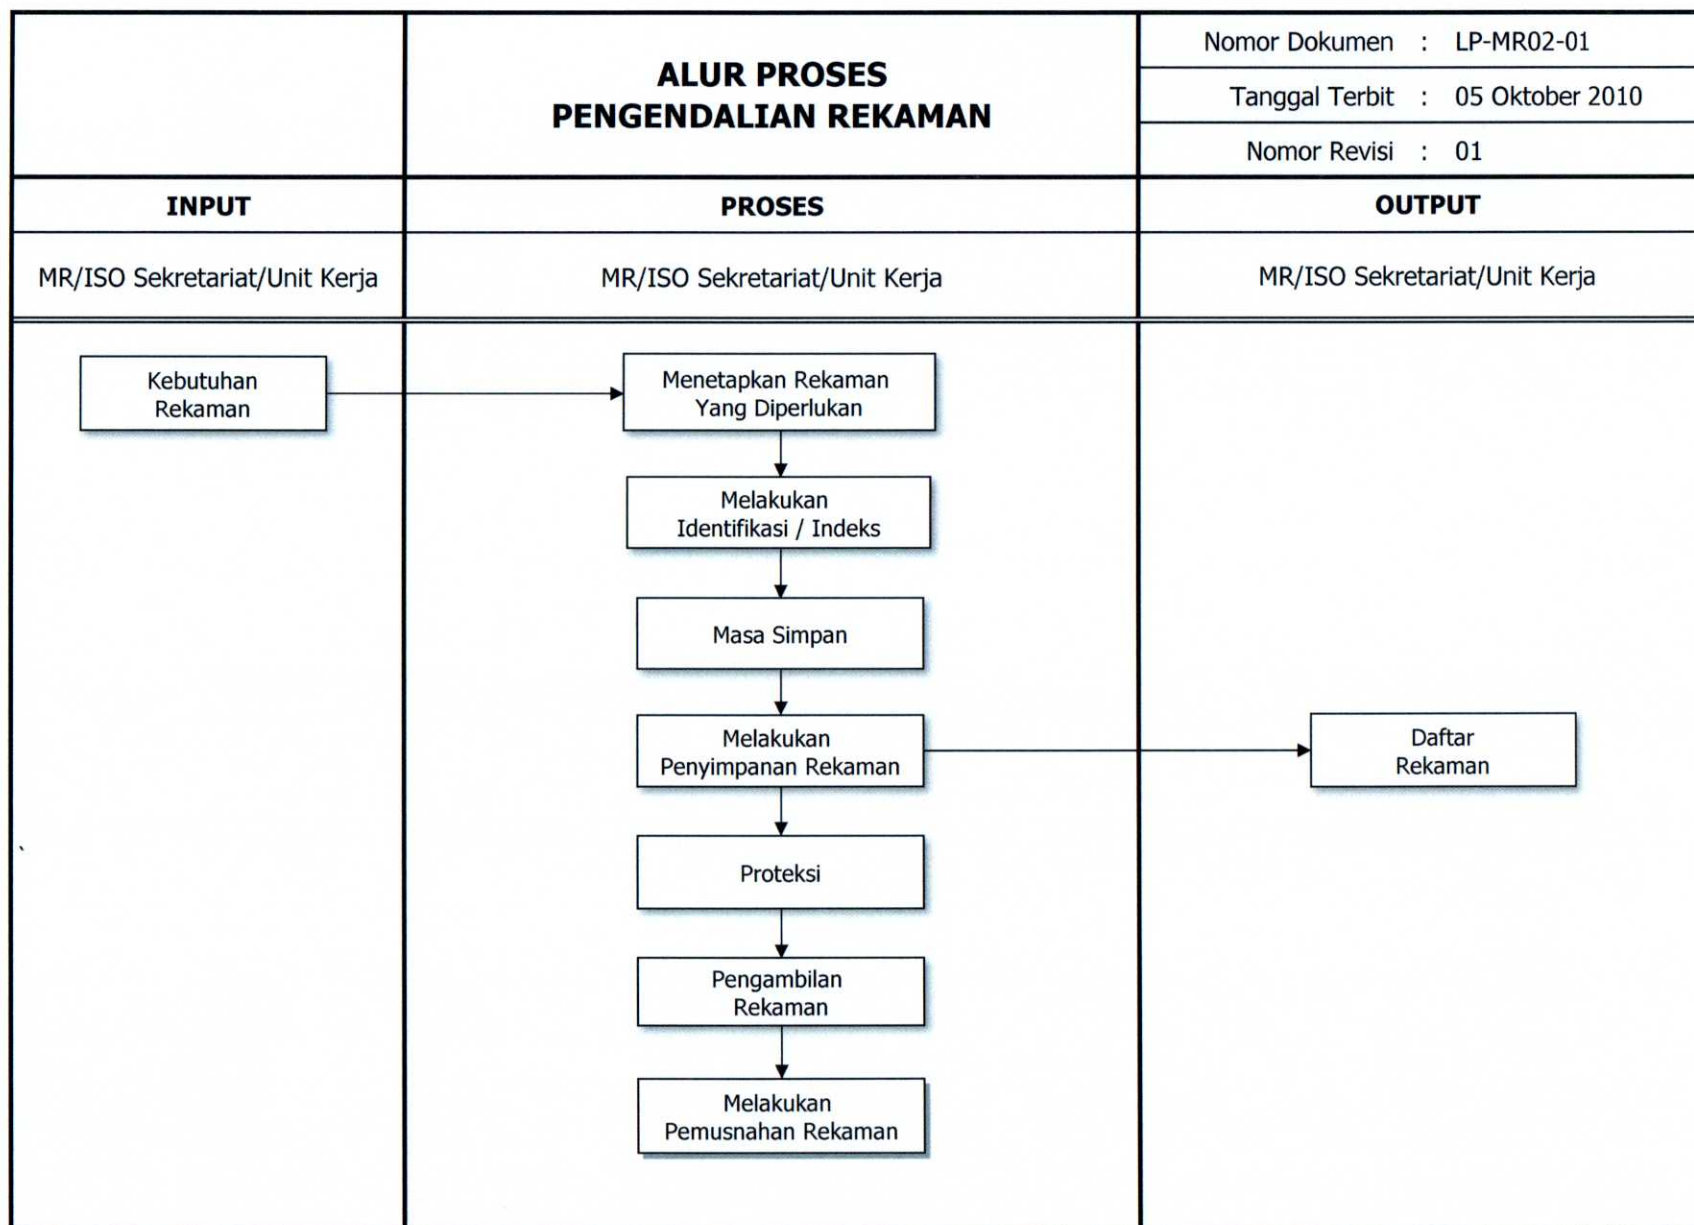 ALUR PROSES
PENGENDALIAN REKAMAN
Nomor Dokumen : LP-MR02-01
Tanggal Terbit : 05 Oktober 2010
Nomor Revisi : 01
INPUT
PROSES
OUTPUT
MR/ISO Sekretariat/Unit Kerja
MR/ISO Sekretariat/Unit Kerja
MR/ISO Sekretariat/Unit Kerja
Kebutuhan
Rekaman
Menetapkan Rekaman
Yang Diperlukan
Melakukan
Identifikasi / Indeks
Masa Simpan
Melakukan
Penyimpanan Rekaman
Daftar
Rekaman
Proteksi
Pengambilan
Rekaman
Melakukan
Pemusnahan Rekaman